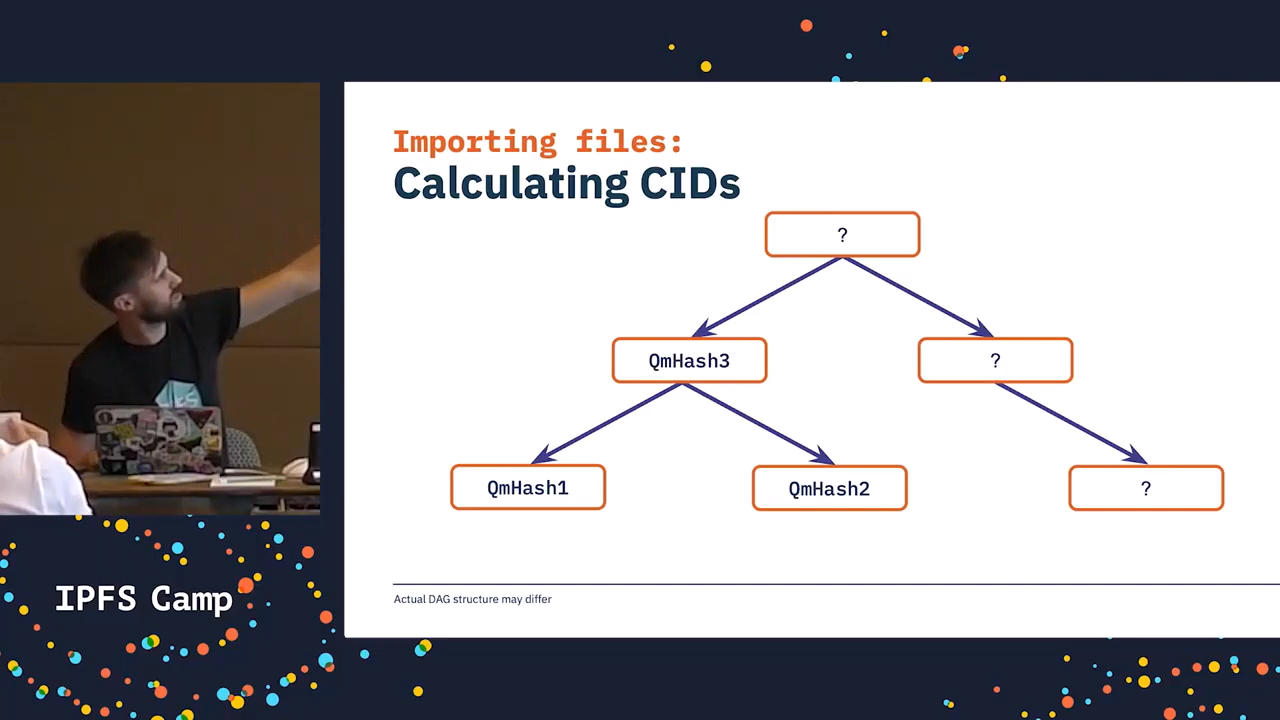 Importing files:
Calculating CIDs
?
QmHash3
?
QmHash1
QmHash2
?
Actual DAG structure may differ
IPFS Camp